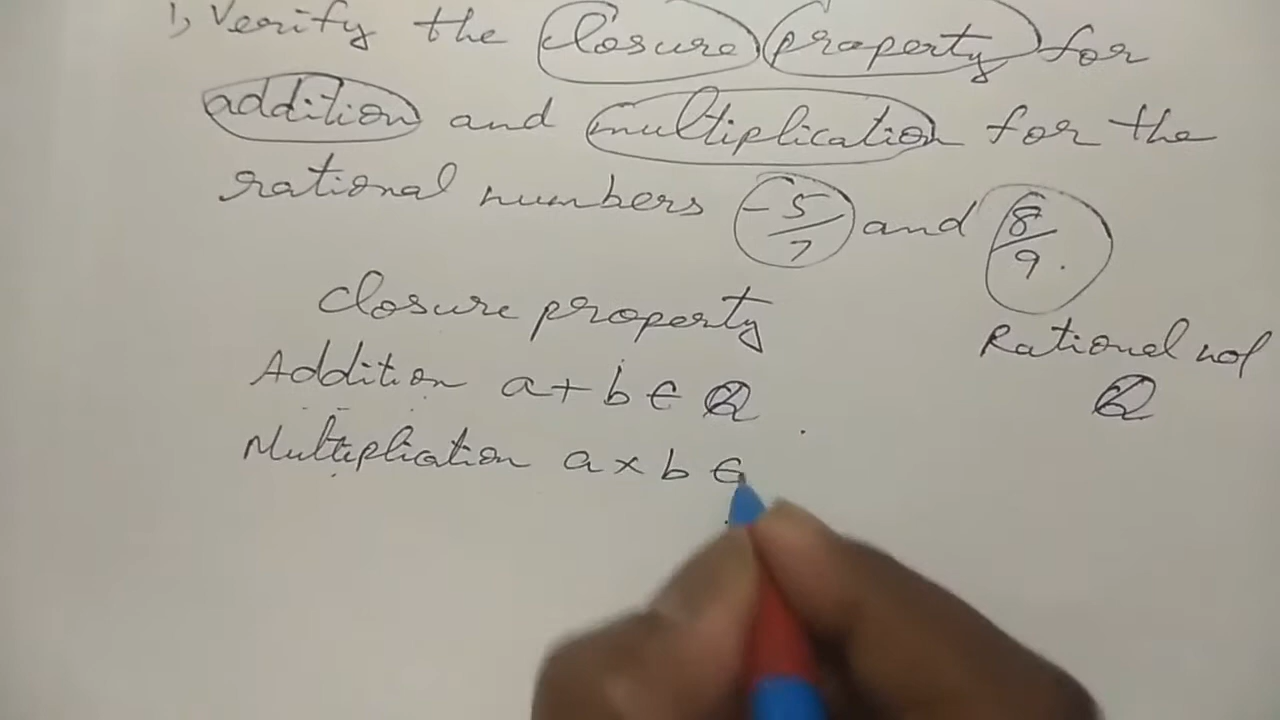 1, Verify the closure property for
addition and multiplication for the
rational numbers -5/7 and 8/9.
closure property
Rational nol
Addition a + b ∈ Q
Q
Multiplication a × b ∈